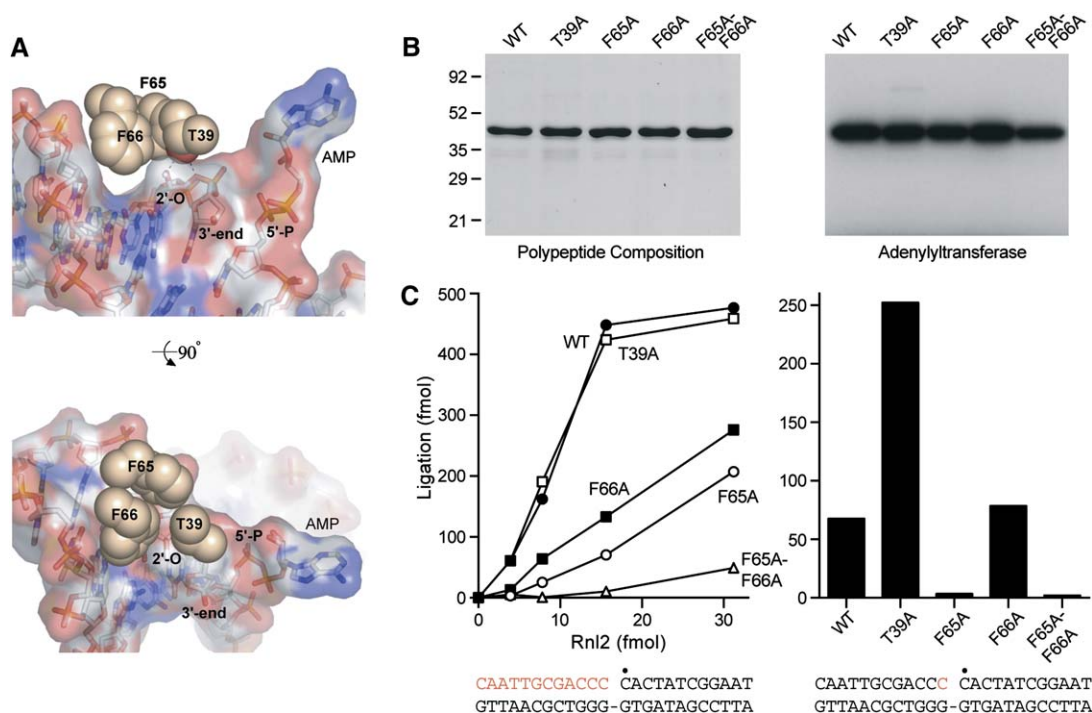 A
F65
F66
T39
AMP
2'-O
3'-end
5'-P
90°
F65
F66
T39
AMP
5'-P
2'-O
3'-end
B
WT T39A F65A F66A F65A-F66A
92
52
35
29
21
Polypeptide Composition
WT T39A F65A F66A F65A-F66A
Adenylyltransferase
C
500
400
300
200
100
0
Ligation (fmol)
WT
T39A
F66A
F65A
F65A-
F66A
0 10 20 30
Rnl2 (fmol)
CAATTGCGACCC CACTATCGGAAT
GTTAACGCTGGG-GTGATAGCCTTA
250
200
150
100
50
0
WT T39A F65A F66A F65A-F66A
CAATTGCGACCC CACTATCGGAAT
GTTAACGCTGGG-GTGATAGCCTTA